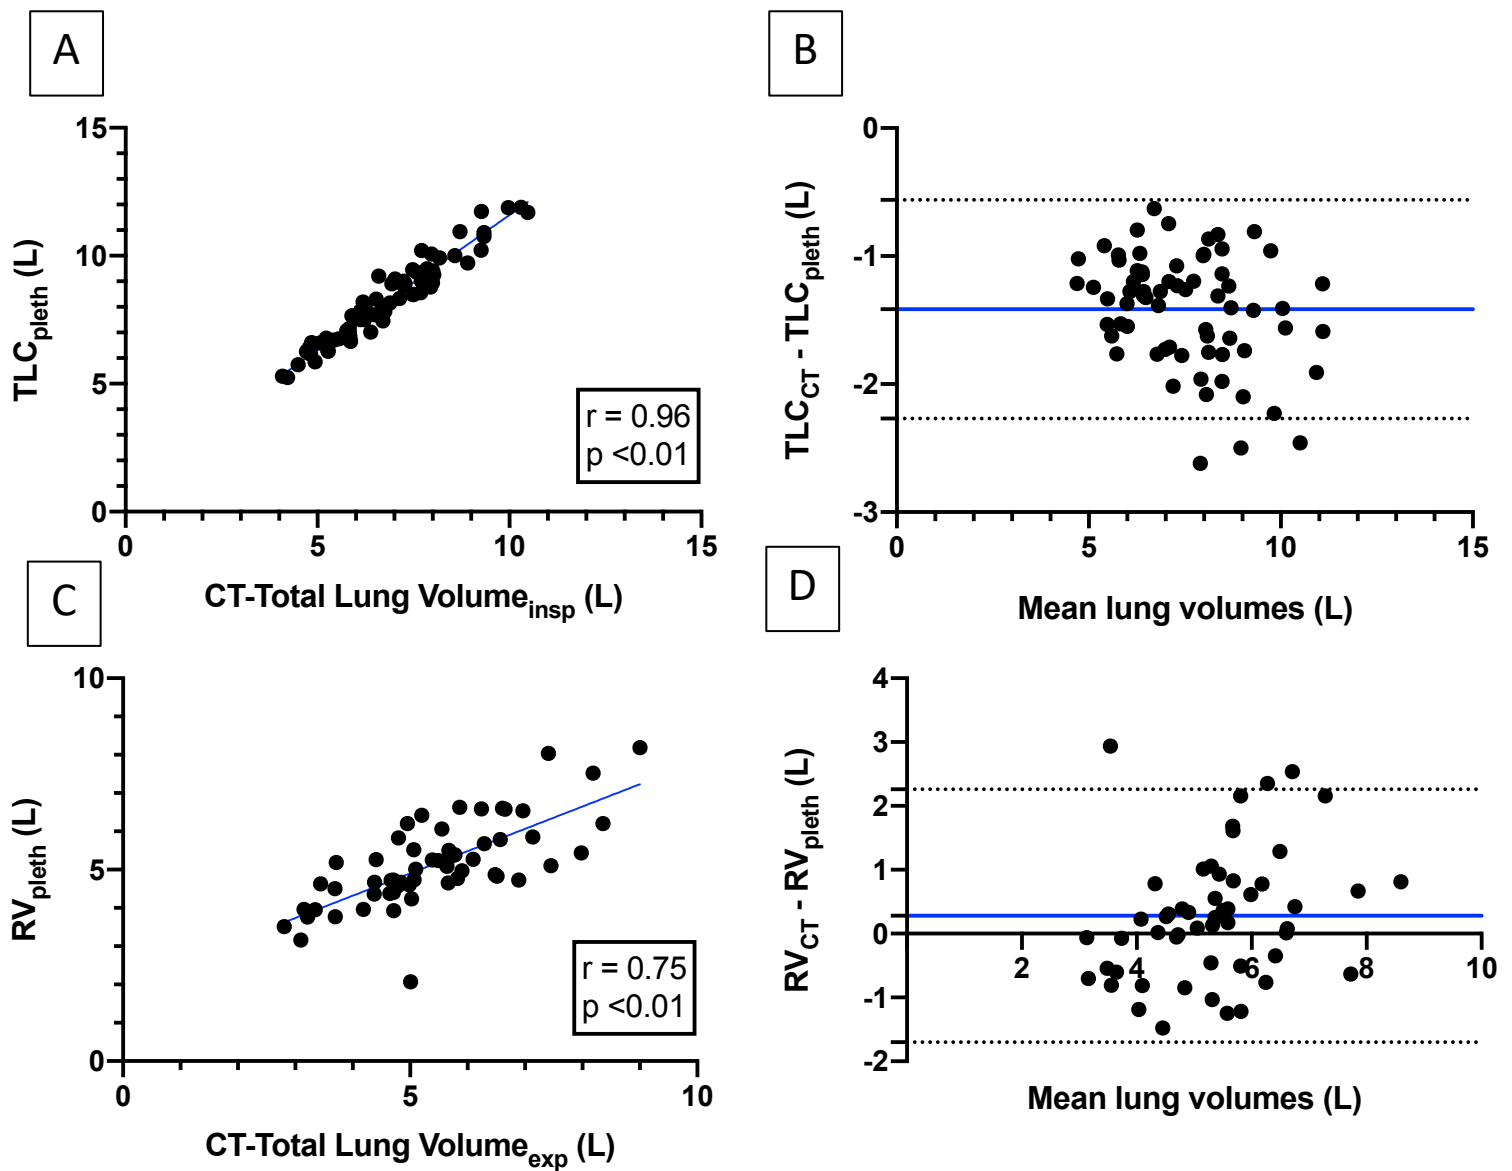 A
15
10
5
0
TLCpleth (L)
0 5 10 15
CT-Total Lung Volumeinsp (L)
r = 0.96
p <0.01
B
0
-1
-2
-3
TLCCT - TLCpleth (L)
0 5 10 15
Mean lung volumes (L)
C
10
5
0
RVpleth (L)
0 5 10
CT-Total Lung Volumeexp (L)
r = 0.75
p <0.01
D
4
3
2
1
0
-1
-2
RVCT - RVpleth (L)
2 4 6 8 10
Mean lung volumes (L)